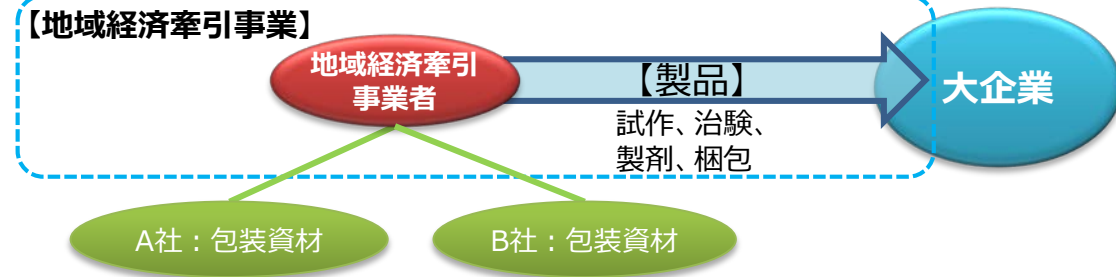 【地域経済牽引事業】
地域経済牽引
事業者
【製品】
試作、治験、
製剤、梱包
大企業
A社：包装資材
B社：包装資材